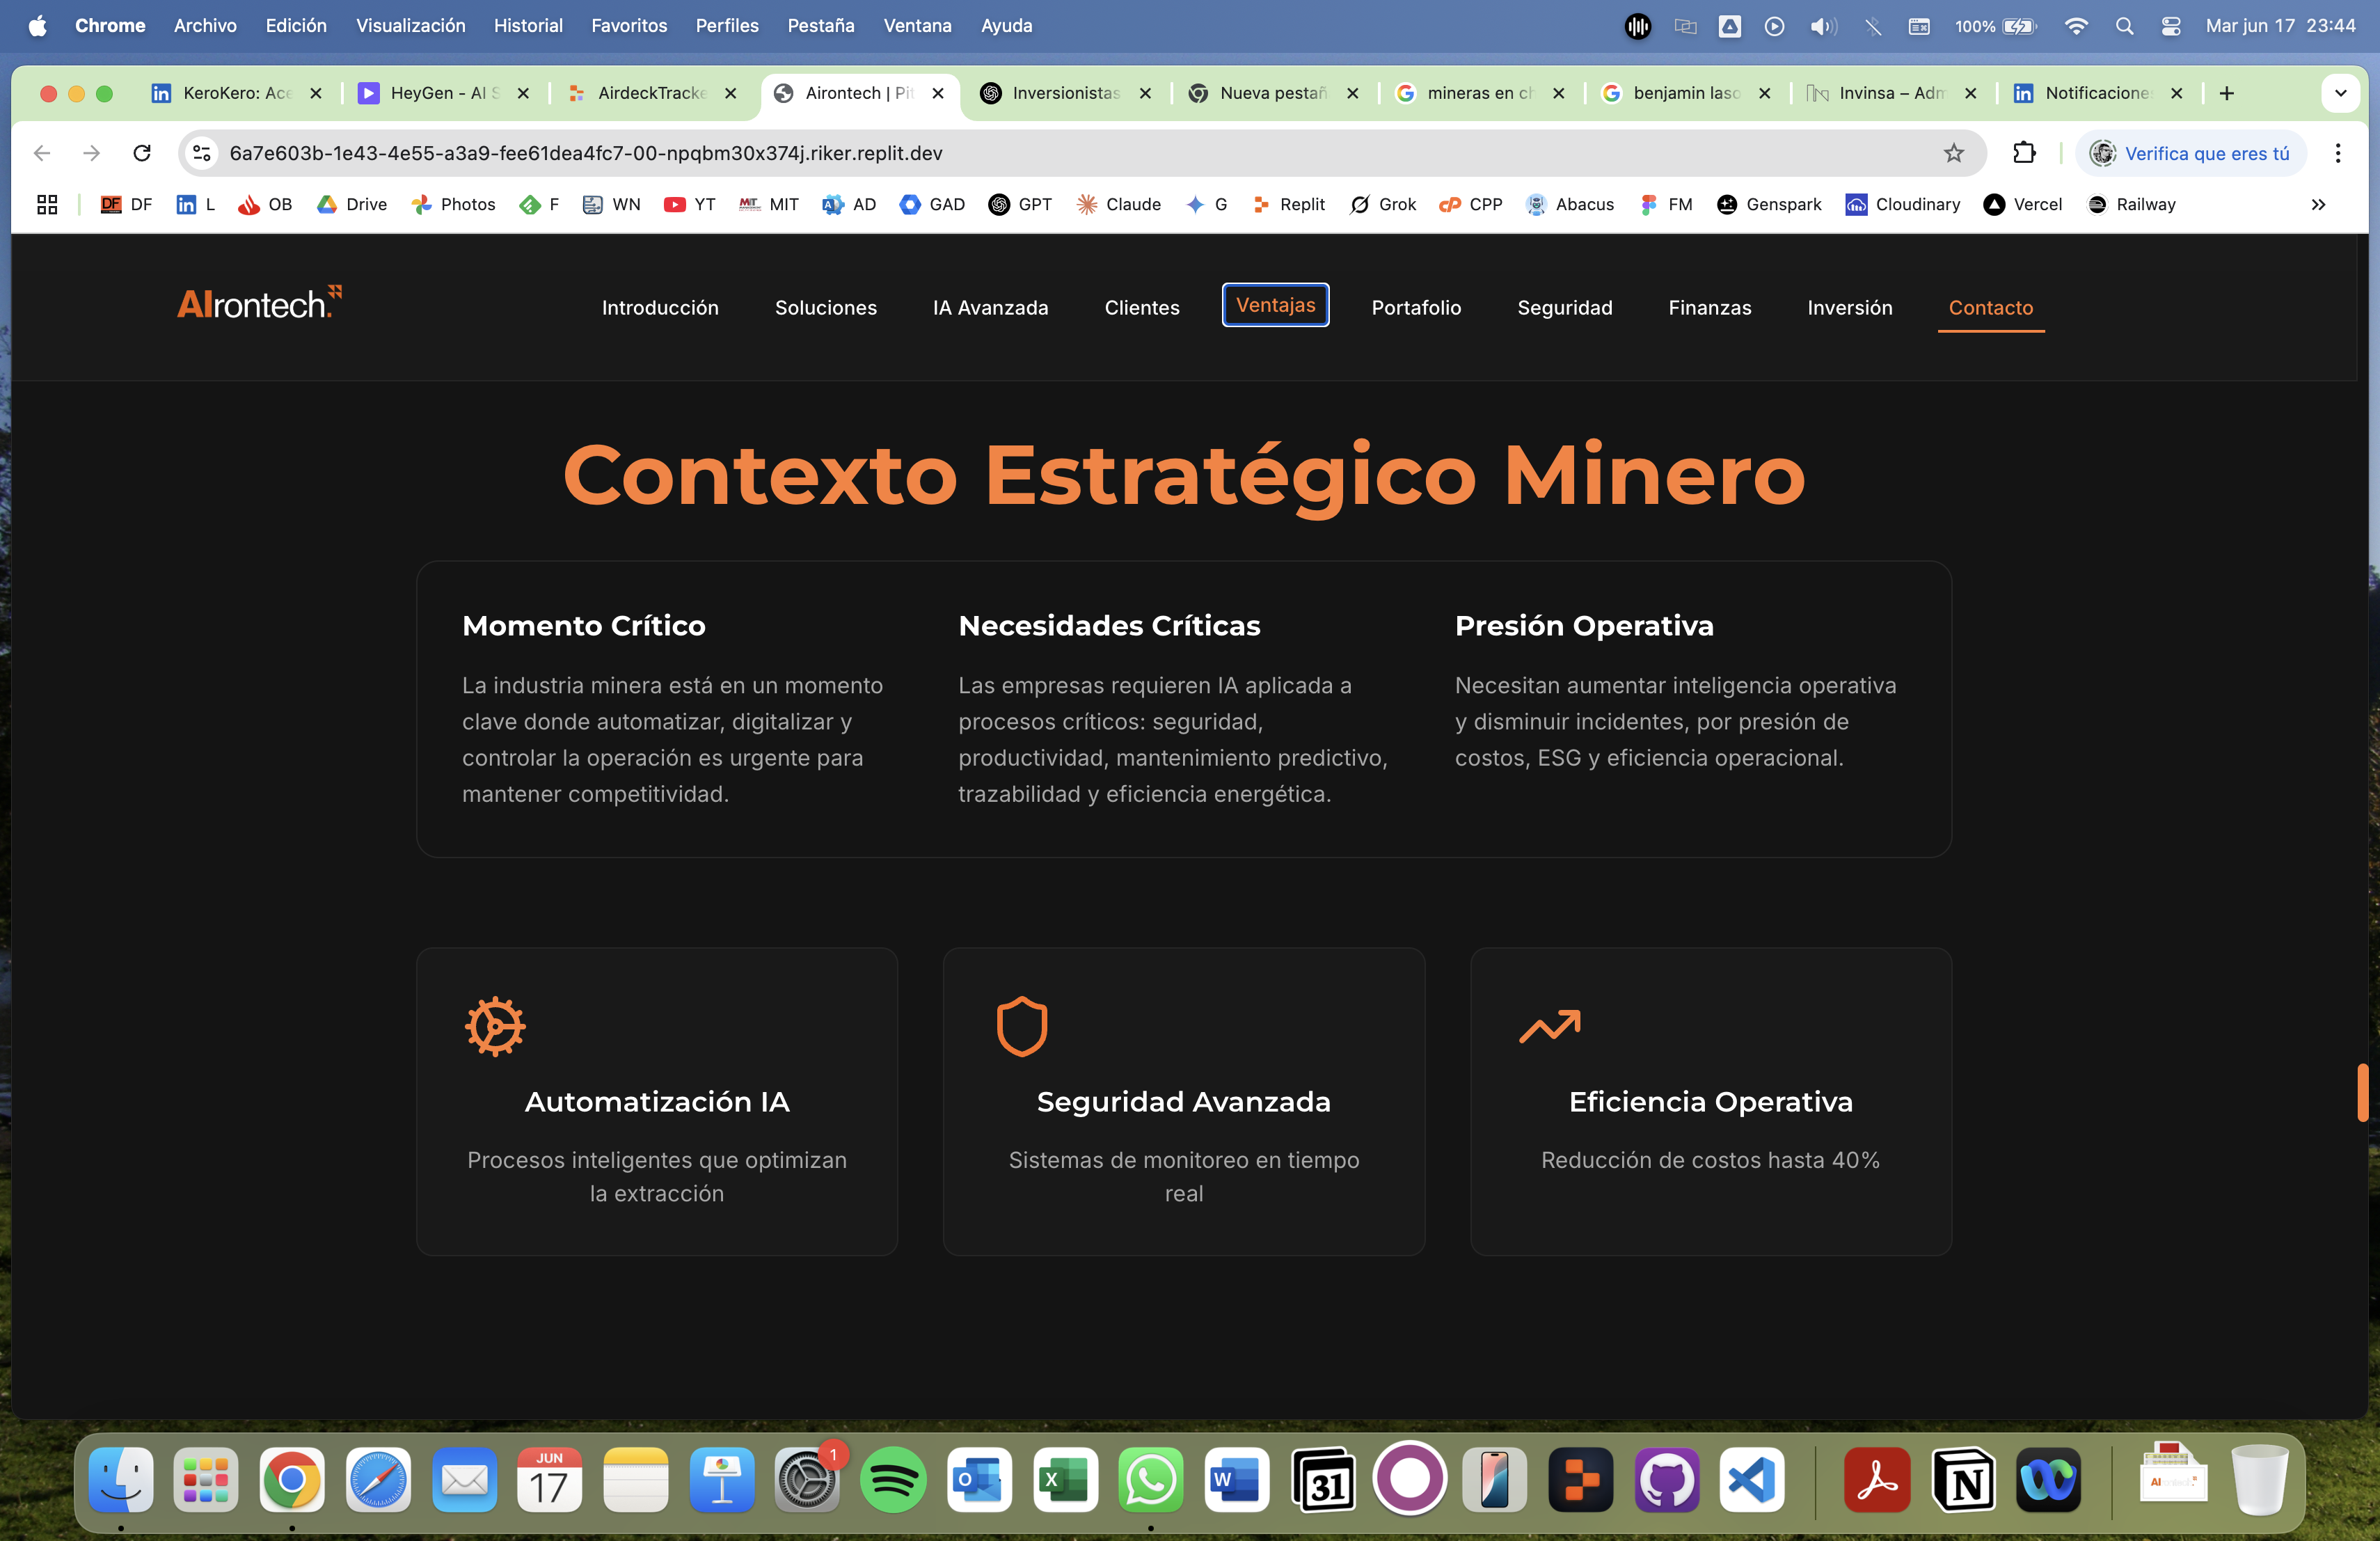 Chrome Archivo Edición Visualización Historial Favoritos Perfiles Pestaña Ventana Ayuda 100% Mar jun 17 23:44
KeroKero: Ace HeyGen - AI S AirdeckTracke Airontech | Pit Inversionistas Nueva pestañ mineras en ch benjamin laso Invinsa – Adm Notificacione
6a7e603b-1e43-4e55-a3a9-fee61dea4fc7-00-npqbm30x374j.riker.replit.dev Verifica que eres tú
DF DF L OB Drive Photos F WN YT MIT MIT AD GAD GPT Claude G Replit Grok CPP Abacus FM Genspark Cloudinary Vercel Railway
AIrontech. Introducción Soluciones IA Avanzada Clientes Ventajas Portafolio Seguridad Finanzas Inversión Contacto
Contexto Estratégico Minero
Momento Crítico
La industria minera está en un momento
clave donde automatizar, digitalizar y
controlar la operación es urgente para
mantener competitividad.
Necesidades Críticas
Las empresas requieren IA aplicada a
procesos críticos: seguridad,
productividad, mantenimiento predictivo,
trazabilidad y eficiencia energética.
Presión Operativa
Necesitan aumentar inteligencia operativa
y disminuir incidentes, por presión de
costos, ESG y eficiencia operacional.
Automatización IA
Procesos inteligentes que optimizan
la extracción
Seguridad Avanzada
Sistemas de monitoreo en tiempo
real
Eficiencia Operativa
Reducción de costos hasta 40%
JUN
17
1
31